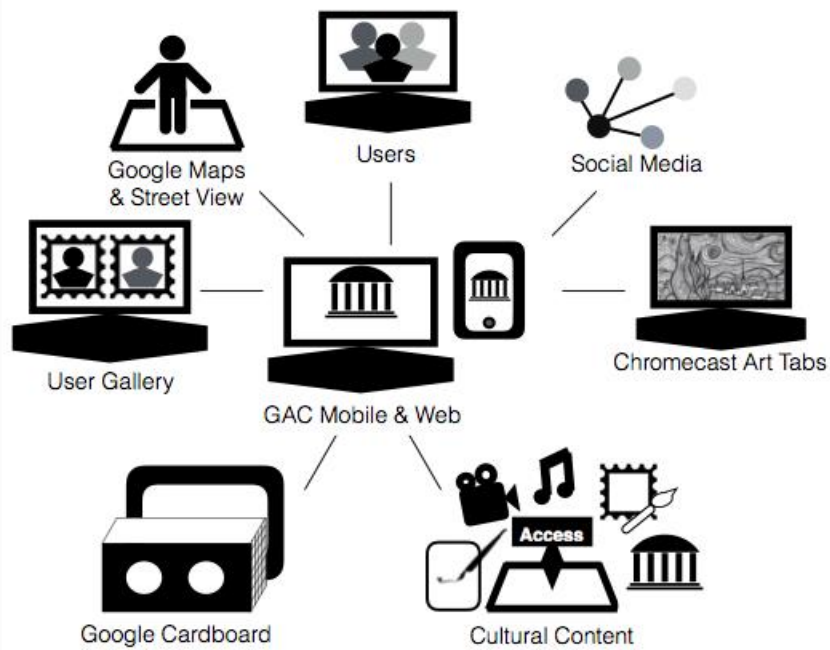 Users
Google Maps
& Street View
Social Media
User Gallery
GAC Mobile & Web
Chromecast Art Tabs
Access
Google Cardboard
Cultural Content